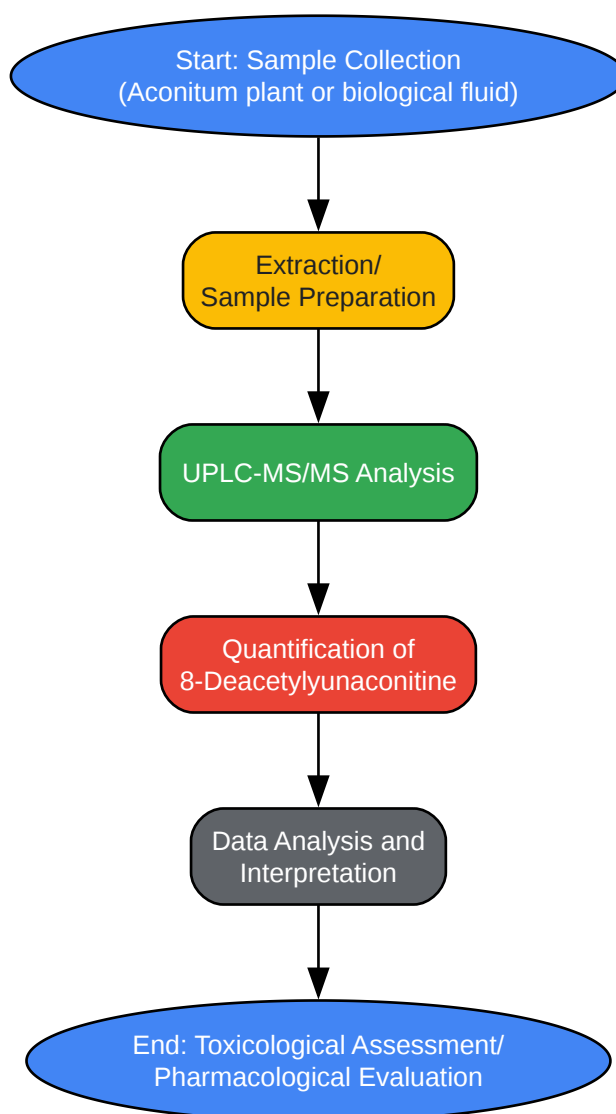 Start: Sample Collection
(Aconitum plant or biological fluid)
Extraction/
Sample Preparation
UPLC-MS/MS Analysis
Quantification of
8-Deacetylyunaconitine
Data Analysis and
Interpretation
End: Toxicological Assessment/
Pharmacological Evaluation